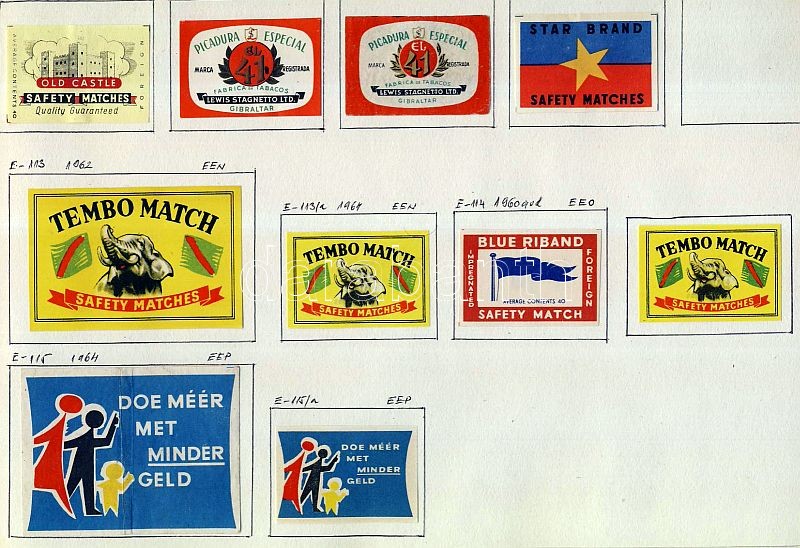 AVERAGE CONTENTS 40
FOREIGN
OLD CASTLE
SAFETY MATCHES
Quality Guaranteed
PICADURA ESPECIAL
EL
MARCA 41 REGISTRADA
FABRICA DE TABACOS
LEWIS STAGNETTO LTD.
GIBRALTAR
PICADURA ESPECIAL
EL
MARCA 41 REGISTRADA
FABRICA DE TABACOS
LEWIS STAGNETTO LTD.
GIBRALTAR
STAR BRAND
SAFETY MATCHES
E-113 1962 EEN
TEMBO MATCH
SAFETY MATCHES
E-113/a 1964 EEN
TEMBO MATCH
SAFETY MATCHES
E-114 EEO
BLUE RIBAND
IMPREGNATED
FOREIGN
AVERAGE CONTENTS 40
SAFETY MATCH
TEMBO MATCH
SAFETY MATCHES
E-115 1964 EEP
DOE MÉÉR
MET
MINDER
GELD
E-115/a EEP
DOE MÉÉR
MET
MINDER
GELD